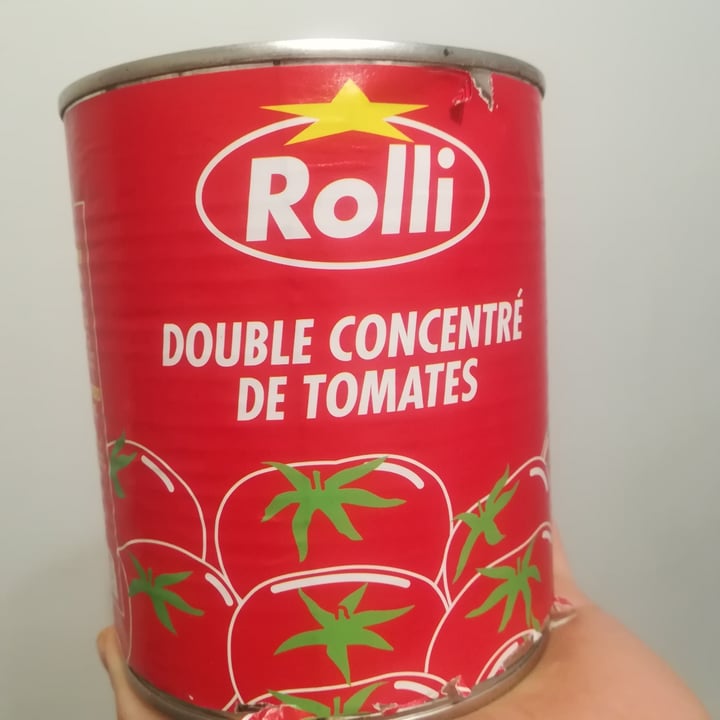 Rolli
DOUBLE CONCENTRÉ
DE TOMATES